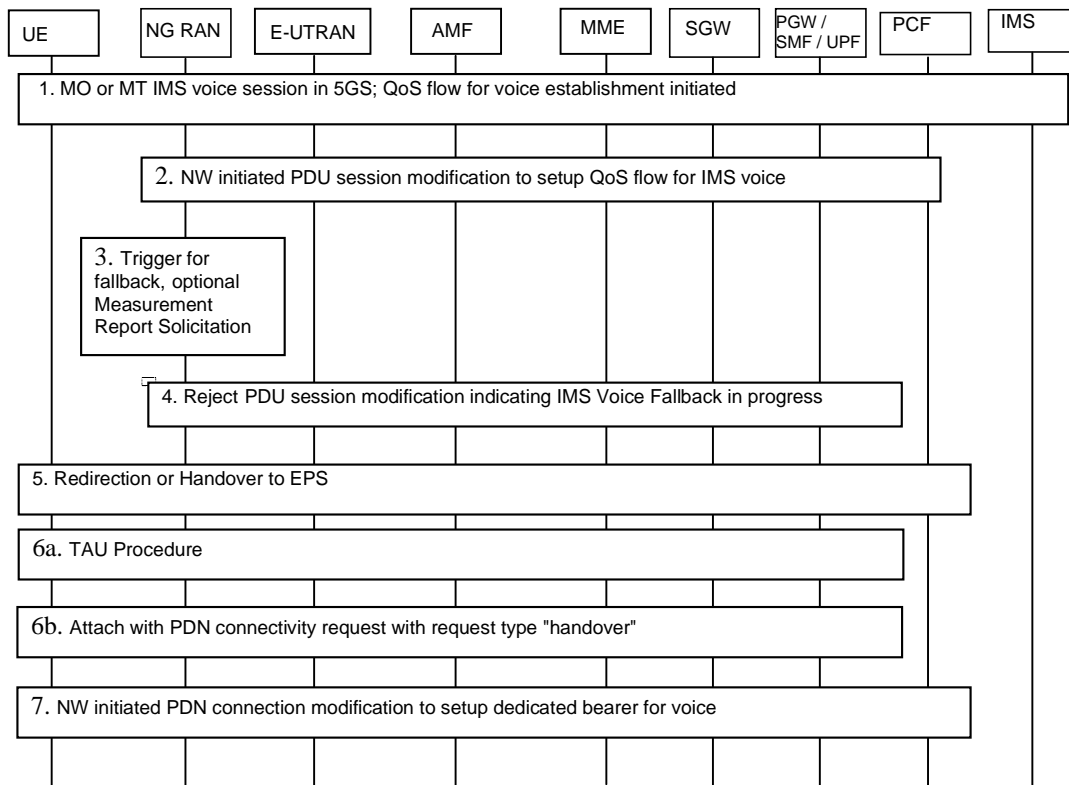 UE
NG RAN
E-UTRAN
AMF
MME
SGW
PGW /
SMF / UPF
PCF
IMS
1. MO or MT IMS voice session in 5GS; QoS flow for voice establishment initiated
2. NW initiated PDU session modification to setup QoS flow for IMS voice
3. Trigger for
fallback, optional
Measurement
Report Solicitation
4. Reject PDU session modification indicating IMS Voice Fallback in progress
5. Redirection or Handover to EPS
6a. TAU Procedure
6b. Attach with PDN connectivity request with request type "handover"
7. NW initiated PDN connection modification to setup dedicated bearer for voice